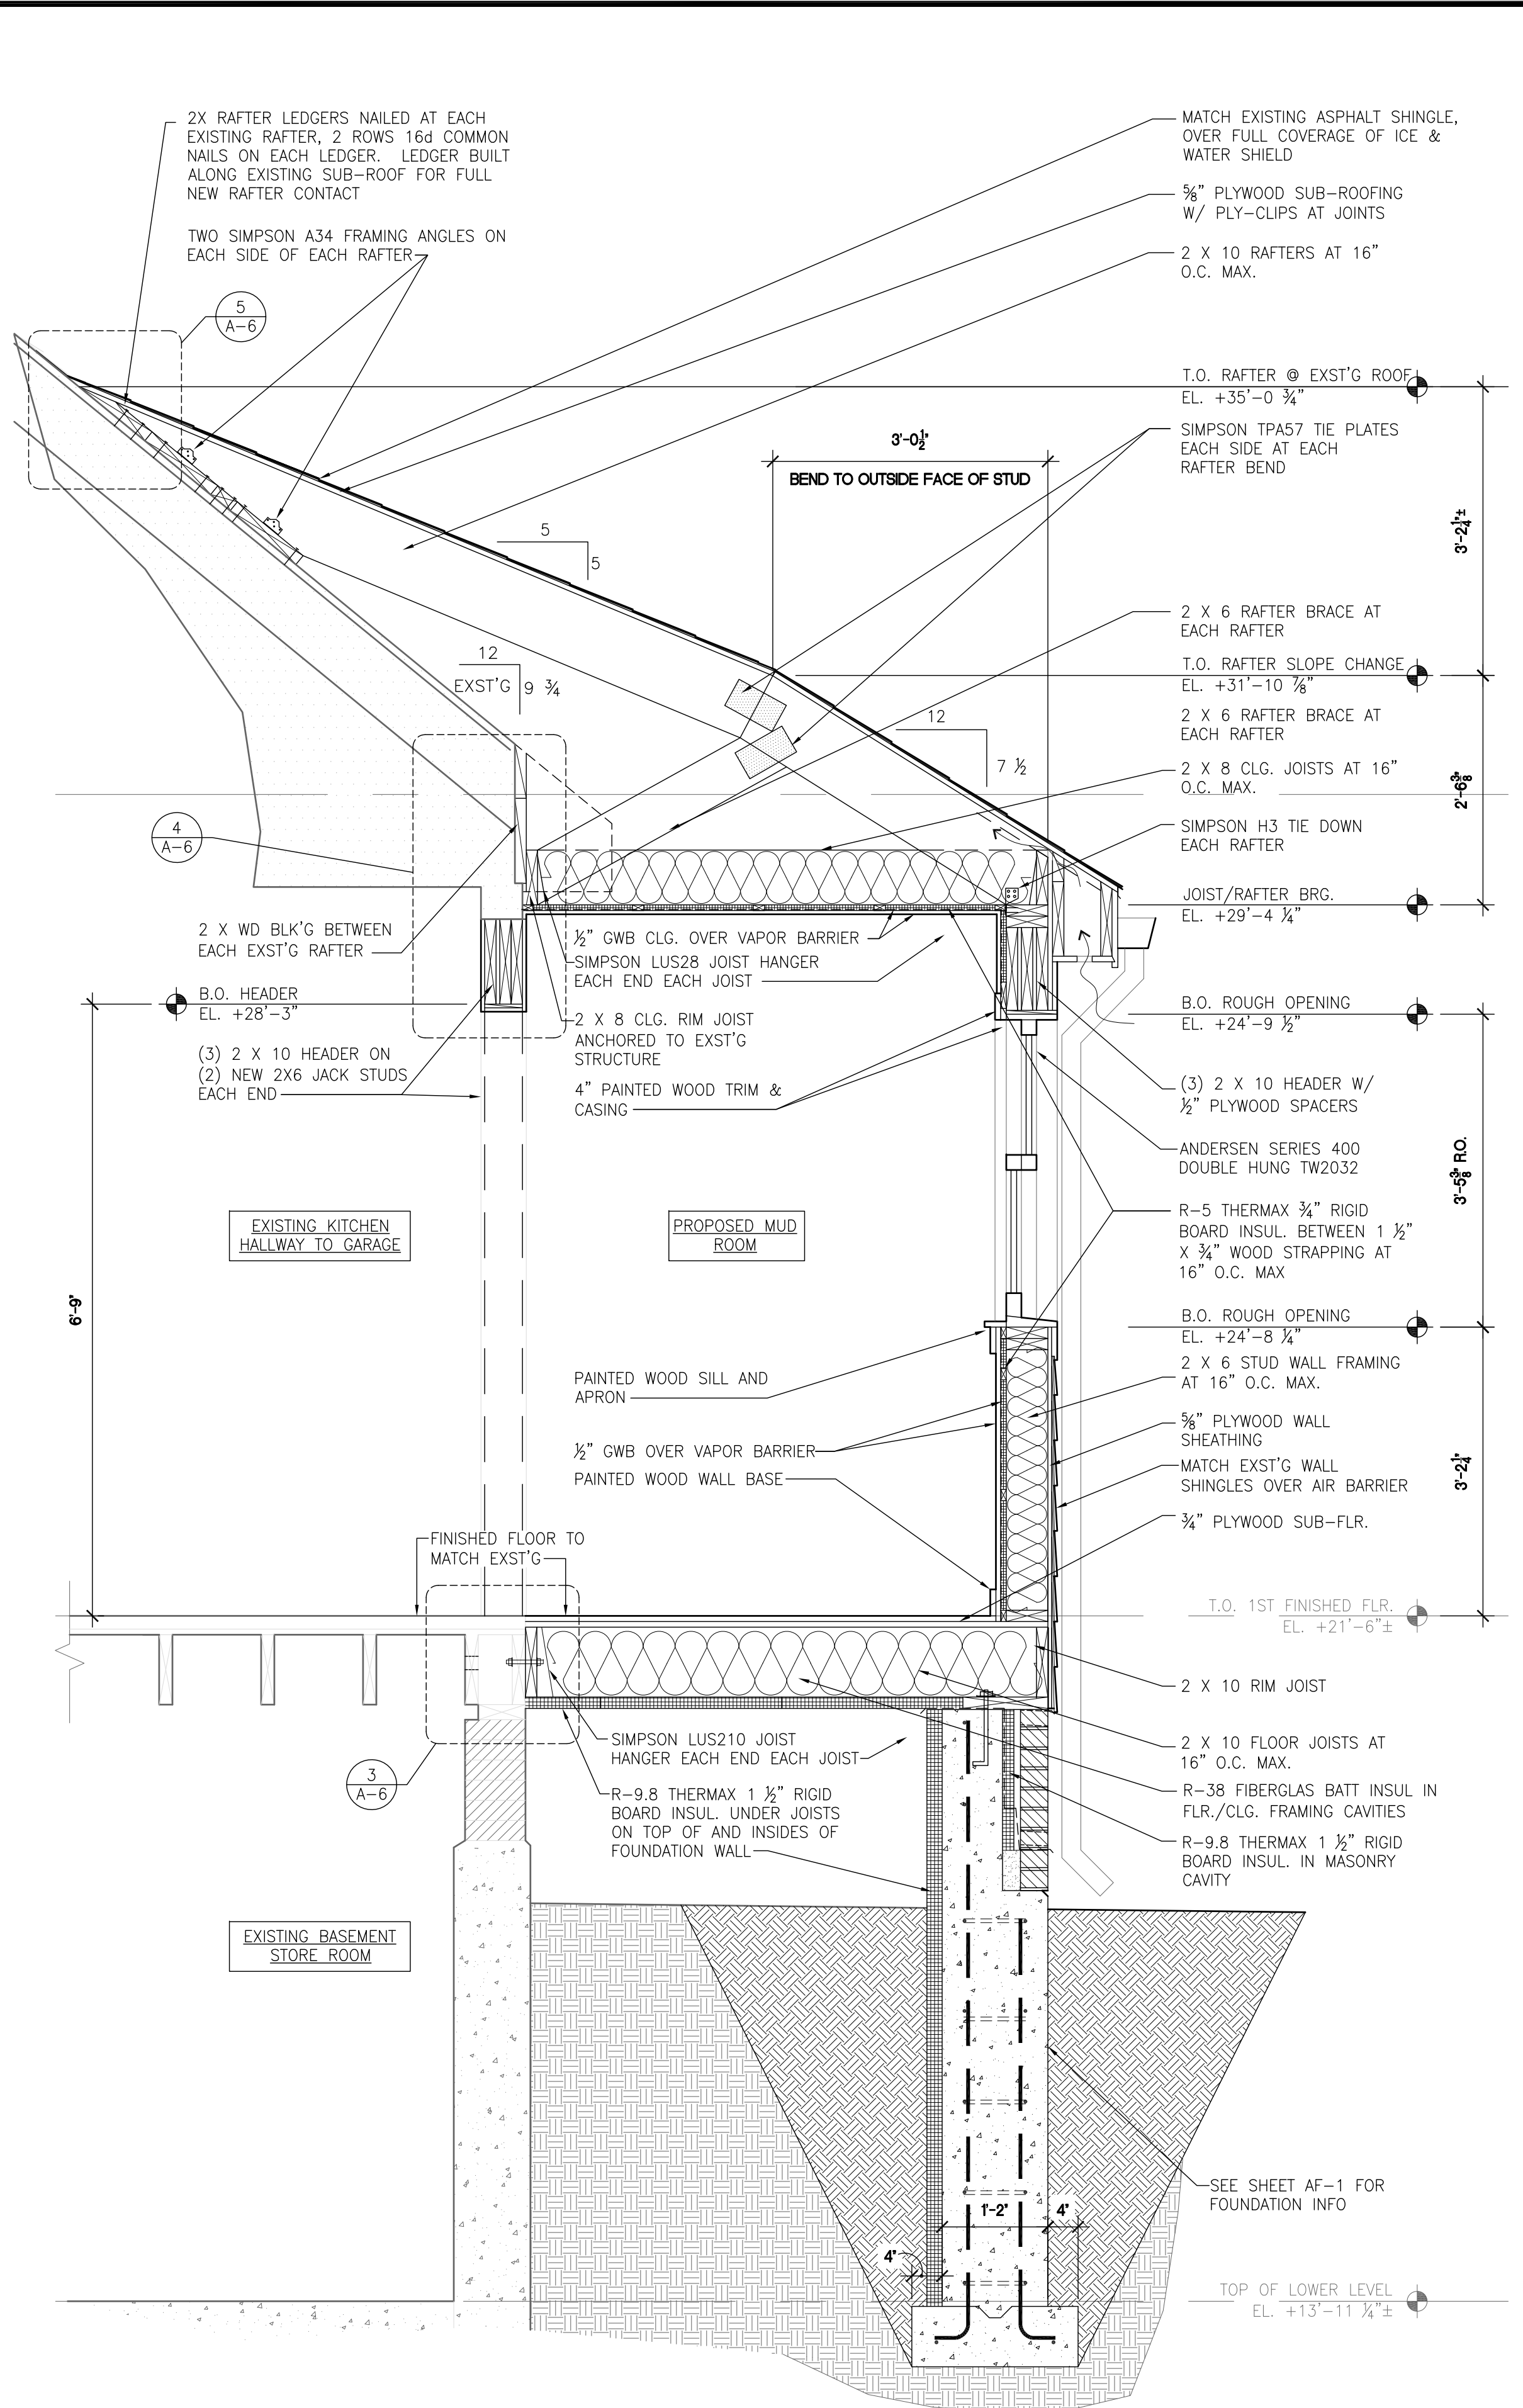 2X RAFTER LEDGERS NAILED AT EACH
EXISTING RAFTER, 2 ROWS 16d COMMON
NAILS ON EACH LEDGER. LEDGER BUILT
ALONG EXISTING SUB-ROOF FOR FULL
NEW RAFTER CONTACT
TWO SIMPSON A34 FRAMING ANGLES ON
EACH SIDE OF EACH RAFTER
5
A-6
MATCH EXISTING ASPHALT SHINGLE,
OVER FULL COVERAGE OF ICE &
WATER SHIELD
⅝" PLYWOOD SUB-ROOFING
W/ PLY-CLIPS AT JOINTS
2 X 10 RAFTERS AT 16"
O.C. MAX.
T.O. RAFTER @ EXST'G ROOF
EL. +35'-0 ¾"
3'-0½"
BEND TO OUTSIDE FACE OF STUD
SIMPSON TPA57 TIE PLATES
EACH SIDE AT EACH
RAFTER BEND
3'-2¼"±
5
5
2 X 6 RAFTER BRACE AT
EACH RAFTER
12
EXST'G 9 ¾
T.O. RAFTER SLOPE CHANGE
EL. +31'-10 ⅞"
2 X 6 RAFTER BRACE AT
EACH RAFTER
12
7 ½
2 X 8 CLG. JOISTS AT 16"
O.C. MAX.
2'-6⅜"
4
A-6
SIMPSON H3 TIE DOWN
EACH RAFTER
JOIST/RAFTER BRG.
EL. +29'-4 ¼"
2 X WD BLK'G BETWEEN
EACH EXST'G RAFTER
½" GWB CLG. OVER VAPOR BARRIER
SIMPSON LUS28 JOIST HANGER
EACH END EACH JOIST
B.O. HEADER
EL. +28'-3"
2 X 8 CLG. RIM JOIST
ANCHORED TO EXST'G
STRUCTURE
B.O. ROUGH OPENING
EL. +24'-9 ½"
(3) 2 X 10 HEADER ON
(2) NEW 2X6 JACK STUDS
EACH END
4" PAINTED WOOD TRIM &
CASING
(3) 2 X 10 HEADER W/
½" PLYWOOD SPACERS
ANDERSEN SERIES 400
DOUBLE HUNG TW2032
3'-5⅜" R.O.
EXISTING KITCHEN
HALLWAY TO GARAGE
PROPOSED MUD
ROOM
R-5 THERMAX ¾" RIGID
BOARD INSUL. BETWEEN 1 ½"
X ¾" WOOD STRAPPING AT
16" O.C. MAX
6'-9"
B.O. ROUGH OPENING
EL. +24'-8 ¼"
PAINTED WOOD SILL AND
APRON
2 X 6 STUD WALL FRAMING
AT 16" O.C. MAX.
½" GWB OVER VAPOR BARRIER
⅝" PLYWOOD WALL
SHEATHING
PAINTED WOOD WALL BASE
MATCH EXST'G WALL
SHINGLES OVER AIR BARRIER
3'-2¼"
¾" PLYWOOD SUB-FLR.
FINISHED FLOOR TO
MATCH EXST'G
T.O. 1ST FINISHED FLR.
EL. +21'-6"±
2 X 10 RIM JOIST
SIMPSON LUS210 JOIST
HANGER EACH END EACH JOIST
2 X 10 FLOOR JOISTS AT
16" O.C. MAX.
3
A-6
R-9.8 THERMAX 1 ½" RIGID
BOARD INSUL. UNDER JOISTS
ON TOP OF AND INSIDES OF
FOUNDATION WALL
R-38 FIBERGLAS BATT INSUL IN
FLR./CLG. FRAMING CAVITIES
R-9.8 THERMAX 1 ½" RIGID
BOARD INSUL. IN MASONRY
CAVITY
EXISTING BASEMENT
STORE ROOM
SEE SHEET AF-1 FOR
FOUNDATION INFO
1'-2"
4"
4"
TOP OF LOWER LEVEL
EL. +13'-11 ¼"±